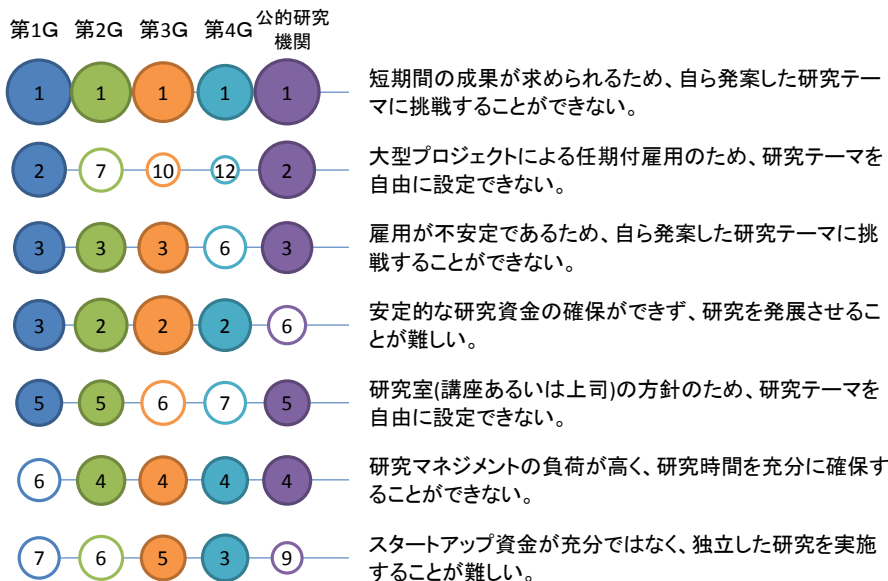 第1G 第2G 第3G 第4G 公的研究
機関
1 1 1 1 1 短期間の成果が求められるため、自ら発案した研究テー
マに挑戦することができない。
2 7 10 12 2 大型プロジェクトによる任期付雇用のため、研究テーマを
自由に設定できない。
3 3 3 6 3 雇用が不安定であるため、自ら発案した研究テーマに挑
戦することができない。
3 2 2 2 6 安定的な研究資金の確保ができず、研究を発展させるこ
とが難しい。
5 5 6 7 5 研究室(講座あるいは上司)の方針のため、研究テーマを
自由に設定できない。
6 4 4 4 4 研究マネジメントの負荷が高く、研究時間を充分に確保す
ることができない。
7 6 5 3 9 スタートアップ資金が充分ではなく、独立した研究を実施
することが難しい。